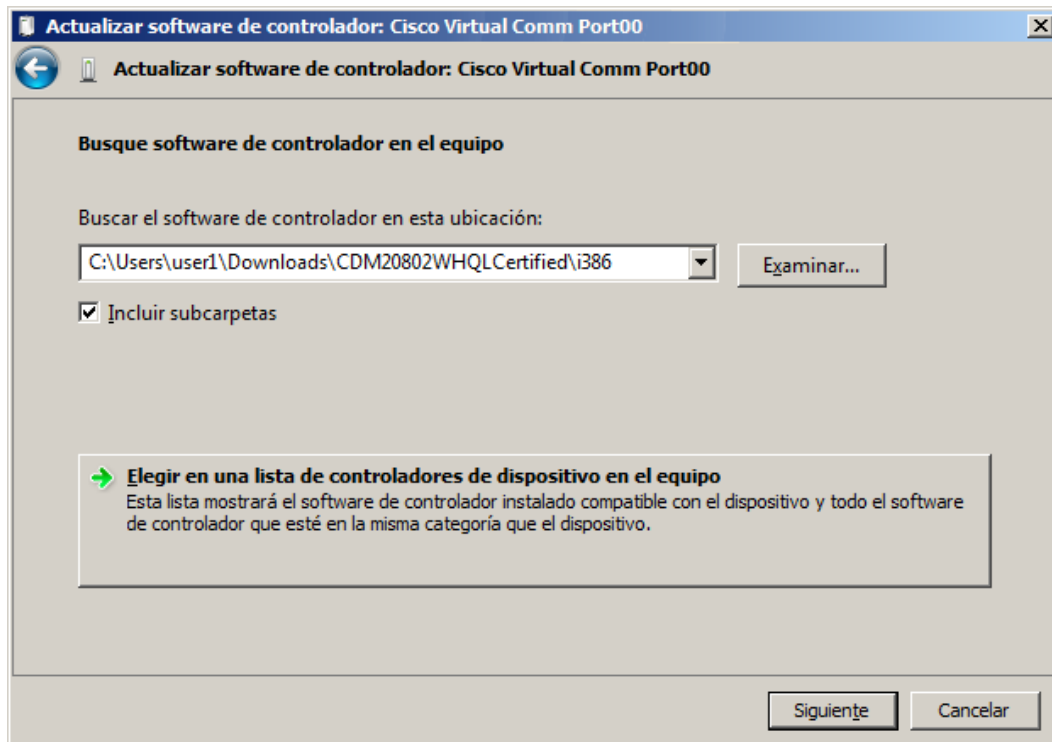 Actualizar software de controlador: Cisco Virtual Comm Port00
Actualizar software de controlador: Cisco Virtual Comm Port00
Busque software de controlador en el equipo
Buscar el software de controlador en esta ubicación:
C:\Users\user1\Downloads\CDM20802WHQLCertified\i386
Examinar...
Incluir subcarpetas
Elegir en una lista de controladores de dispositivo en el equipo
Esta lista mostrará el software de controlador instalado compatible con el dispositivo y todo el software
de controlador que esté en la misma categoría que el dispositivo.
Siguiente
Cancelar